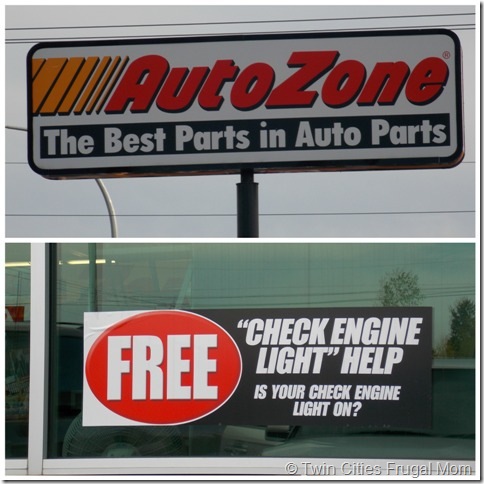 AutoZone®
The Best Parts in Auto Parts
FREE
"CHECK ENGINE
LIGHT" HELP
IS YOUR CHECK ENGINE
LIGHT ON?
© Twin Cities Frugal Mom